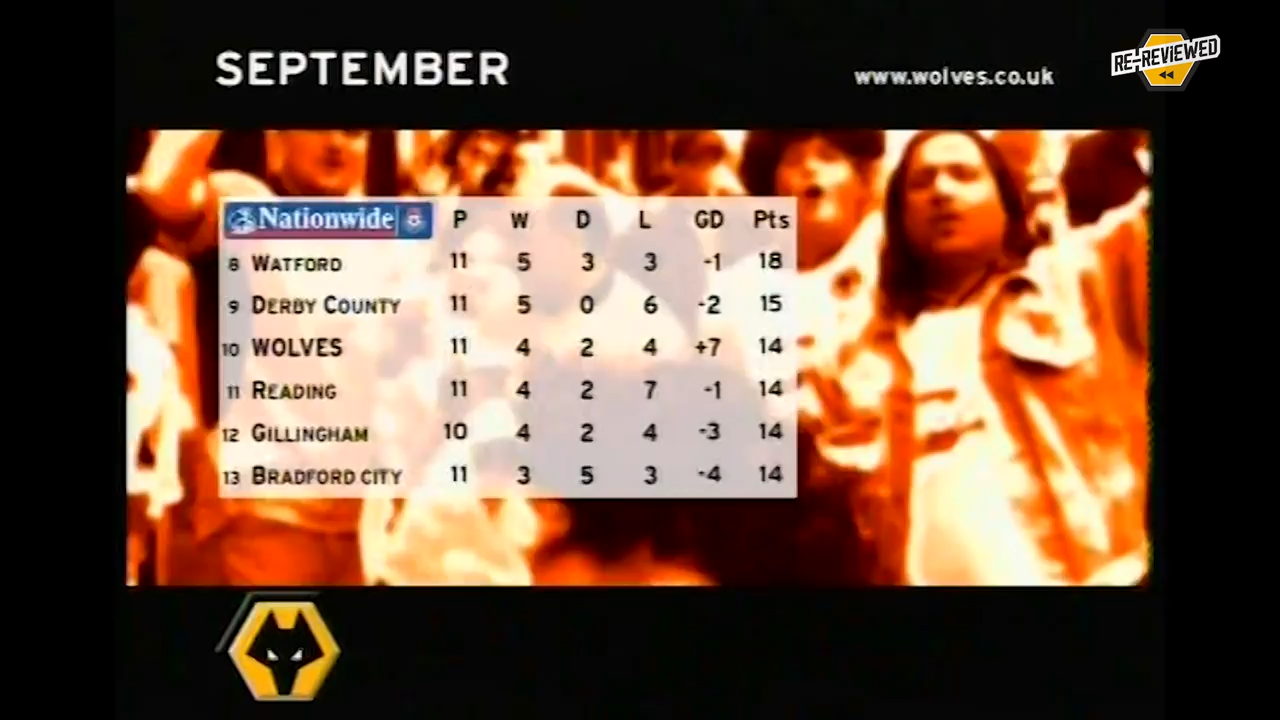 SEPTEMBER
www.wolves.co.uk
RE-REVIEWED
Nationwide P W D L GD Pts
8 WATFORD 11 5 3 3 -1 18
9 DERBY COUNTY 11 5 0 6 -2 15
10 WOLVES 11 4 2 4 +7 14
11 READING 11 4 2 7 -1 14
12 GILLINGHAM 10 4 2 4 -3 14
13 BRADFORD CITY 11 3 5 3 -4 14